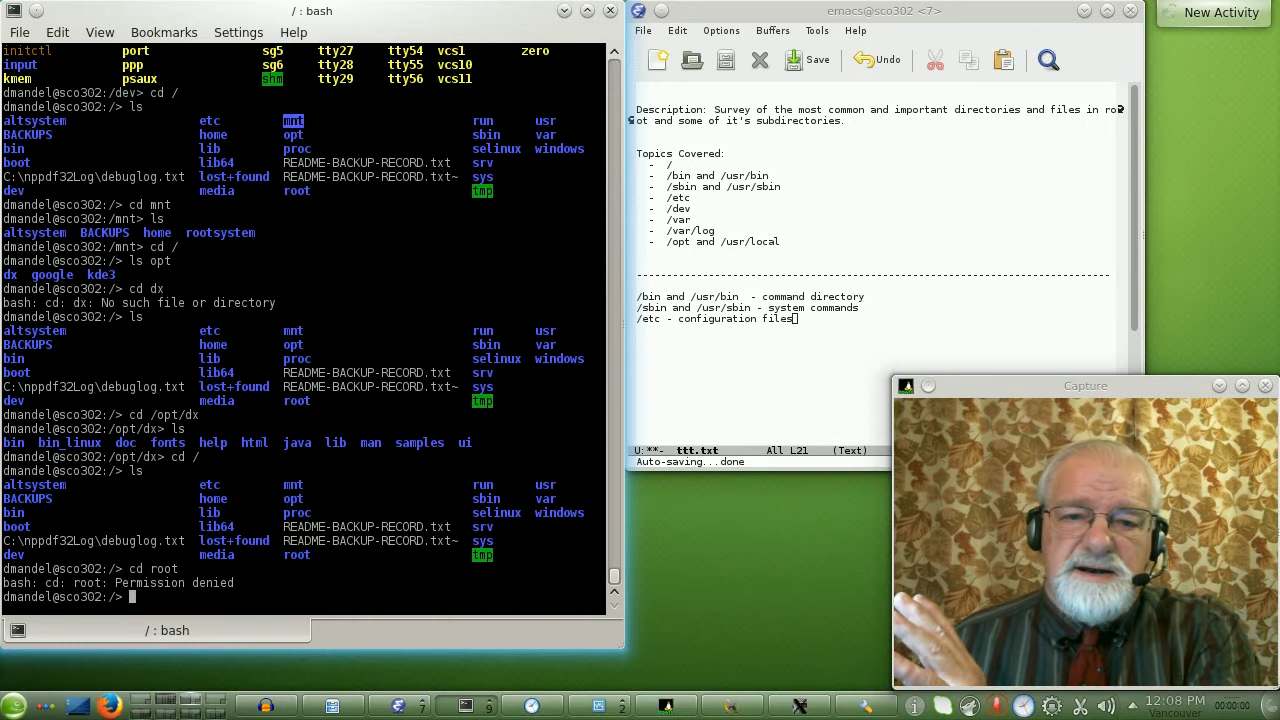 / : bash
File Edit View Bookmarks Settings Help
initctl port sg5 tty27 tty54 vcs1 zero
input ppp sg6 tty28 tty55 vcs10
kmem psaux shm tty29 tty56 vcs11
dmandel@sco302:/dev> cd /
dmandel@sco302:/> ls
altsystem etc mnt run usr
BACKUPS home opt sbin var
bin lib proc selinux windows
boot lib64 README-BACKUP-RECORD.txt srv
C:\nppdf32Log\debuglog.txt lost+found README-BACKUP-RECORD.txt~ sys
dev media root tmp
dmandel@sco302:/> cd mnt
dmandel@sco302:/mnt> ls
altsystem BACKUPS home rootsystem
dmandel@sco302:/mnt> cd /
dmandel@sco302:/> ls opt
dx google kde3
dmandel@sco302:/> cd dx
bash: cd: dx: No such file or directory
dmandel@sco302:/> ls
altsystem etc mnt run usr
BACKUPS home opt sbin var
bin lib proc selinux windows
boot lib64 README-BACKUP-RECORD.txt srv
C:\nppdf32Log\debuglog.txt lost+found README-BACKUP-RECORD.txt~ sys
dev media root tmp
dmandel@sco302:/> cd /opt/dx
dmandel@sco302:/opt/dx> ls
bin bin_linux doc fonts help html java lib man samples ui
dmandel@sco302:/opt/dx> cd /
dmandel@sco302:/> ls
altsystem etc mnt run usr
BACKUPS home opt sbin var
bin lib proc selinux windows
boot lib64 README-BACKUP-RECORD.txt srv
C:\nppdf32Log\debuglog.txt lost+found README-BACKUP-RECORD.txt~ sys
dev media root tmp
dmandel@sco302:/> cd root
bash: cd: root: Permission denied
dmandel@sco302:/>
/ : bash
emacs@sco302 <7>
File Edit Options Buffers Tools Help
Save Undo
Description: Survey of the most common and important directories and files in ro
ot and some of it's subdirectories.
Topics Covered:
- /
- /bin and /usr/bin
- /sbin and /usr/sbin
- /etc
- /dev
- /var
- /var/log
- /opt and /usr/local
--------------------------------------------------------------------------------
/bin and /usr/bin - command directory
/sbin and /usr/sbin - system commands
/etc - configuration files
U:**- ttt.txt All L21 (Text)
Auto-saving...done
New Activity
Capture
7 9 2
12:08 PM
Vancouver
00:00:00